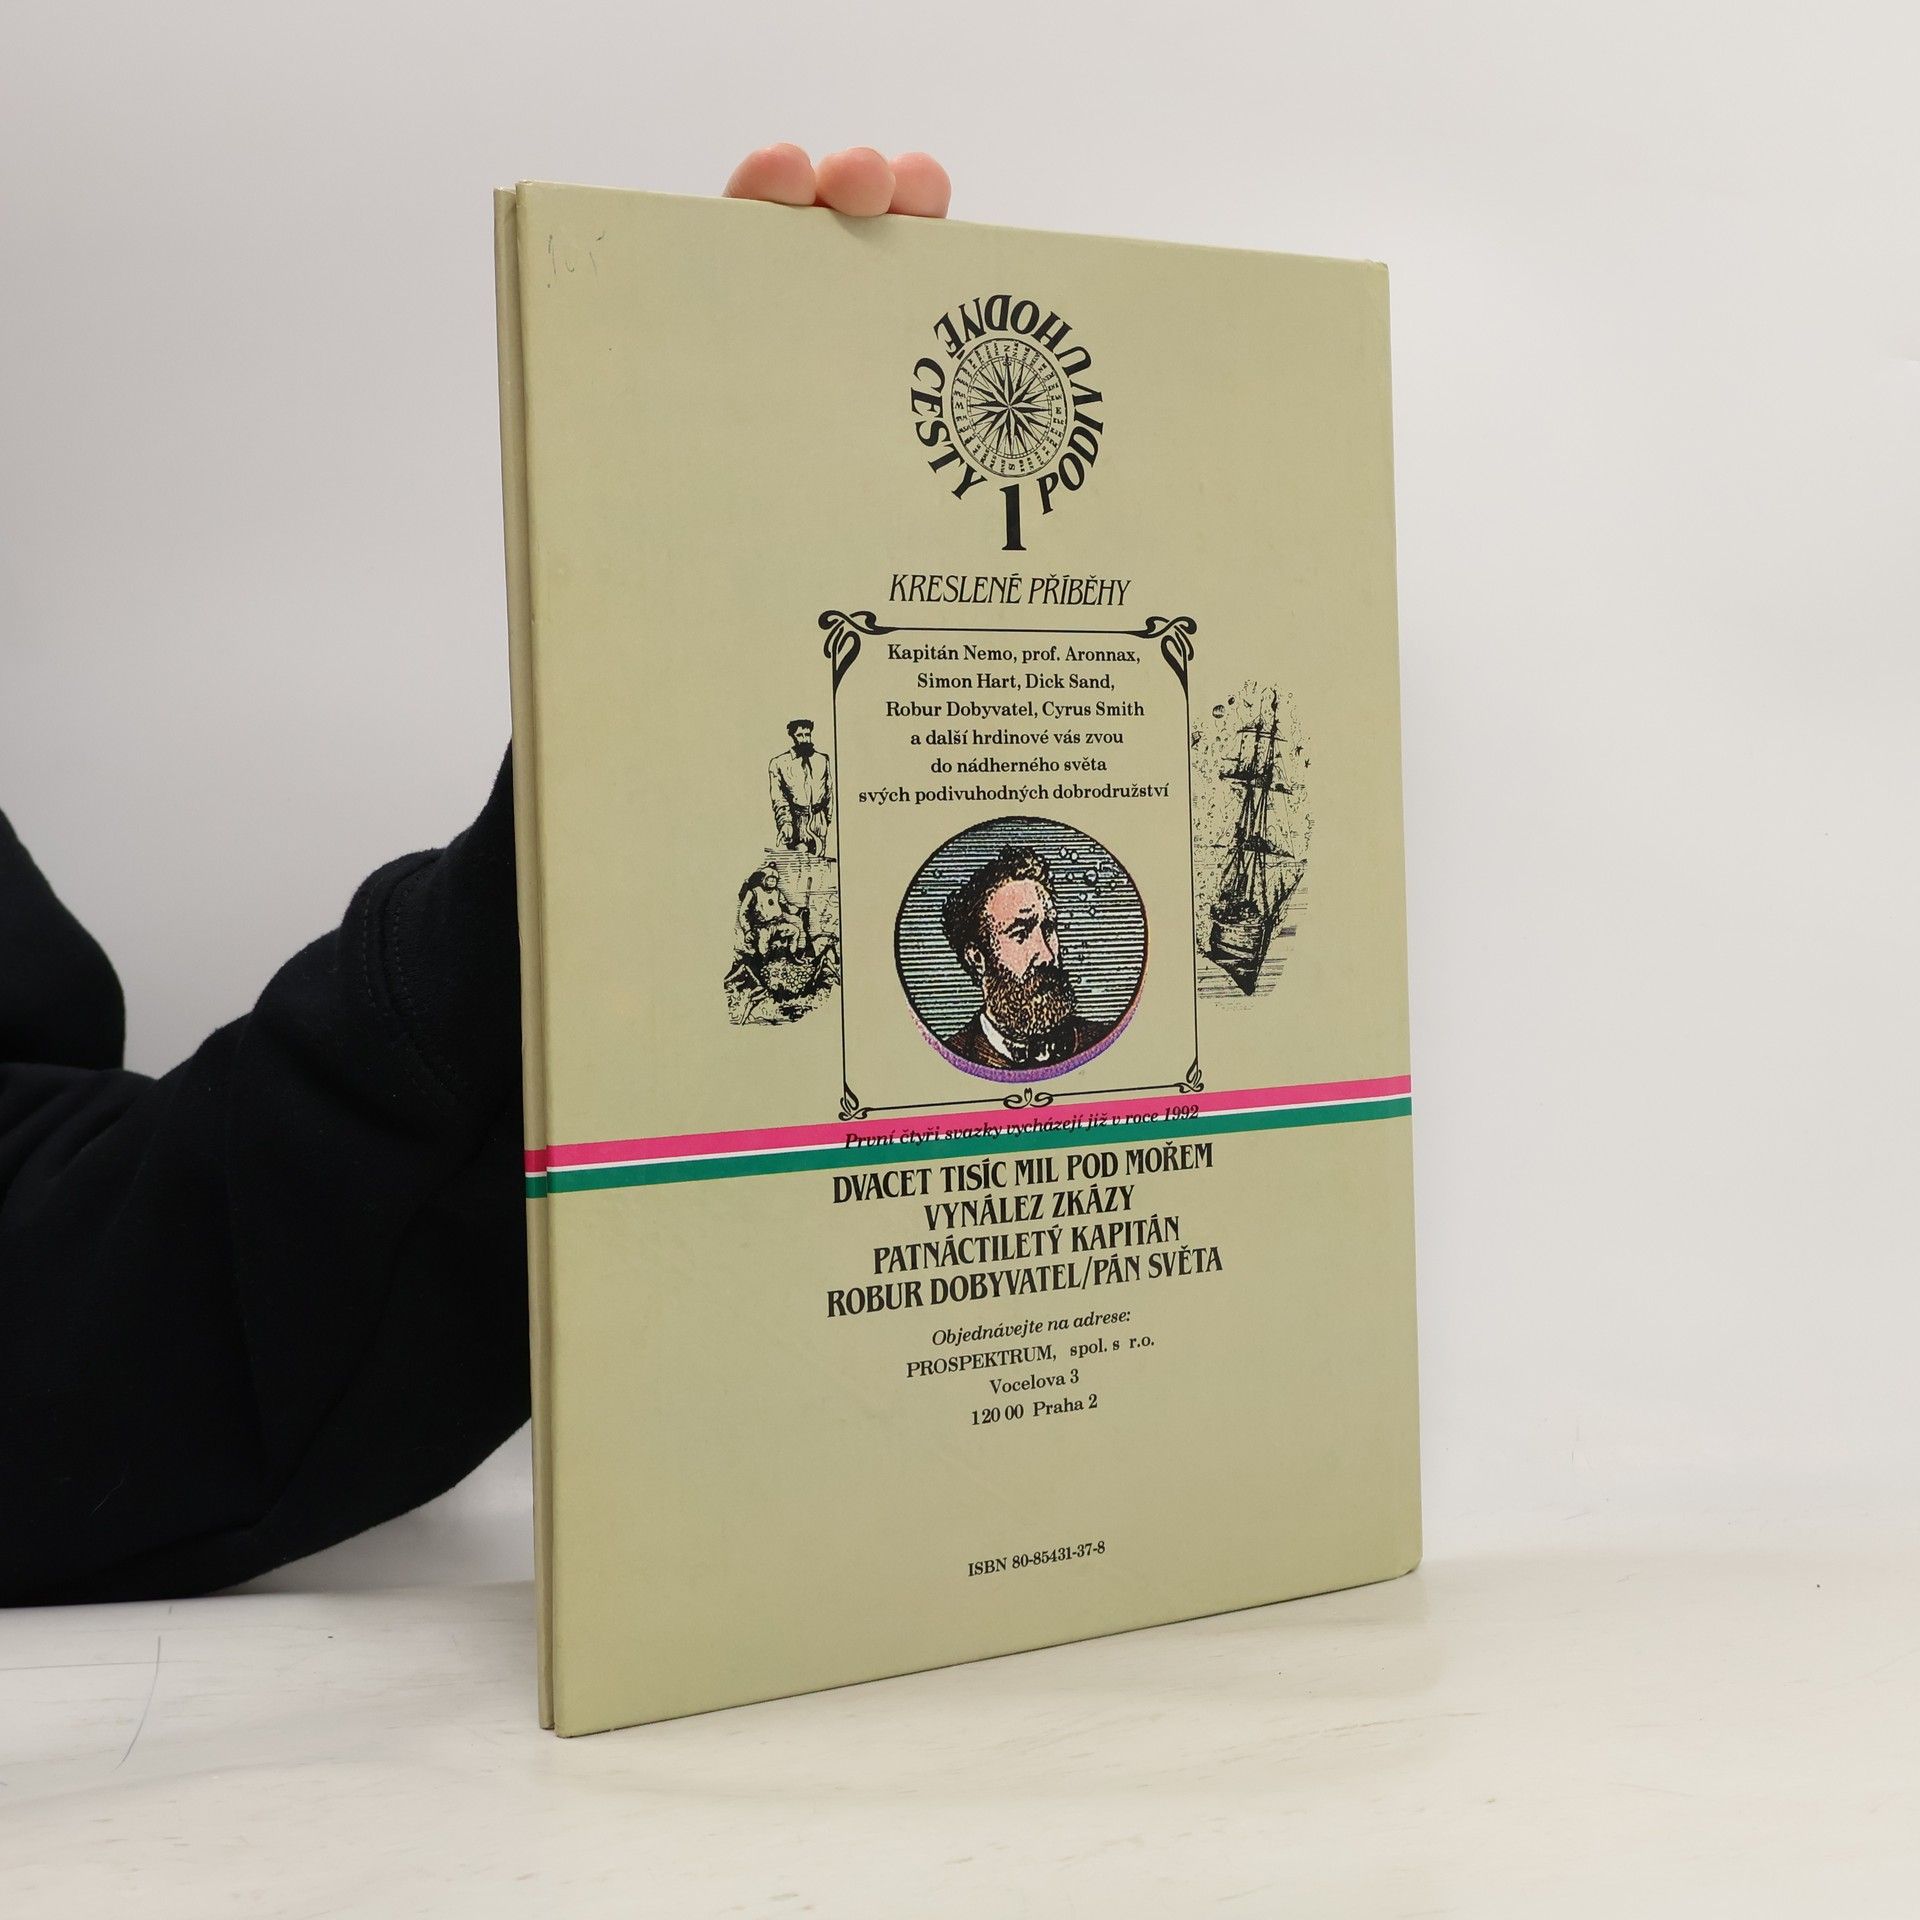 PODIVUHODNÉ CESTY
1
KRESLENÉ PŘÍBĚHY
Kapitán Nemo, prof. Aronnax,
Simon Hart, Dick Sand,
Robur Dobyvatel, Cyrus Smith
a další hrdinové vás zvou
do nádherného světa
svých podivuhodných dobrodružství
První čtyři svazky vycházejí již v roce 1992
DVACET TISÍC MIL POD MOŘEM
VYNÁLEZ ZKÁZY
PATNÁCTILETÝ KAPITÁN
ROBUR DOBYVATEL/PÁN SVĚTA
Objednávejte na adrese:
PROSPEKTRUM, spol. s r.o.
Vocelova 3
120 00 Praha 2
ISBN 80-85431-37-8